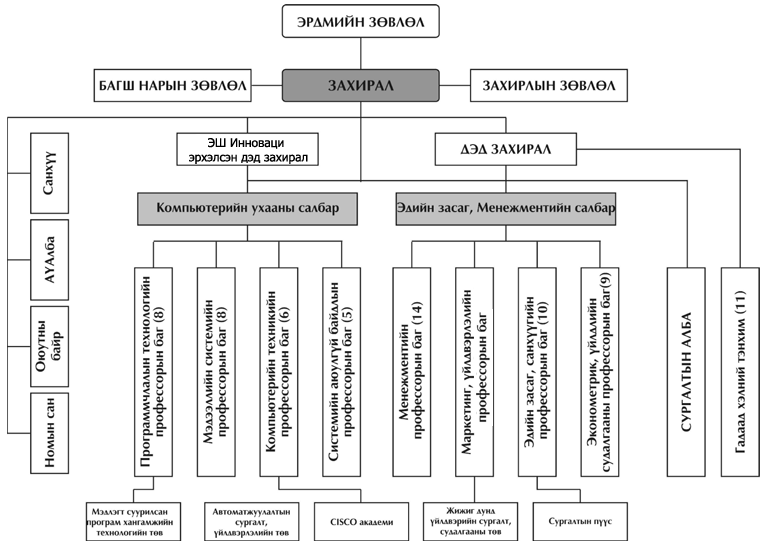 ЭРДМИЙН ЗӨВЛӨЛ
БАГШ НАРЫН ЗӨВЛӨЛ
ЗАХИРАЛ
ЗАХИРЛЫН ЗӨВЛӨЛ
ЭШ Инноваци
эрхэлсэн дэд захирал
ДЭД ЗАХИРАЛ
Санхүү
АҮАлба
Оюутны
байр
Номын сан
Компьютерийн ухааны салбар
Эдийн засаг, Менежментийн салбар
Программчлалын технологийн
профессорын баг (8)
Мэдээллийн системийн
профессорын баг (8)
Компьютерийн техникийн
профессорын баг (6)
Системийн аюулгүй байдлын
профессорын баг (5)
Менежментийн
профессорын баг (14)
Маркетинг, үйлдвэрлэлийн
профессорын баг
Эдийн засаг, санхүүгийн
профессорын баг (10)
Эконометрик, үйлдлийн
судалгааны профессорын баг(9)
СУРГАЛТЫН АЛБА
Гадаад хэлний тэнхим (11)
Мэдлэгт суурилсан
програм хангамжийн
технологийн төв
Автоматжуулалтын
сургалт,
үйлдвэрлэлийн төв
CISCO академи
Жижиг дунд
үйлдвэрийн сургалт,
судалгааны төв
Сургалтын пүүс